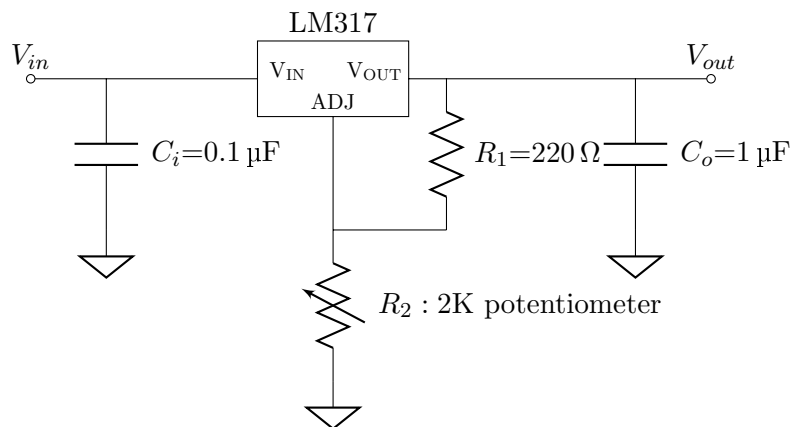 LM317
V_in
V_out
V_IN V_OUT
ADJ
C_i=0.1 µF
R_1=220 Ω
C_o=1 µF
R_2 : 2K potentiometer